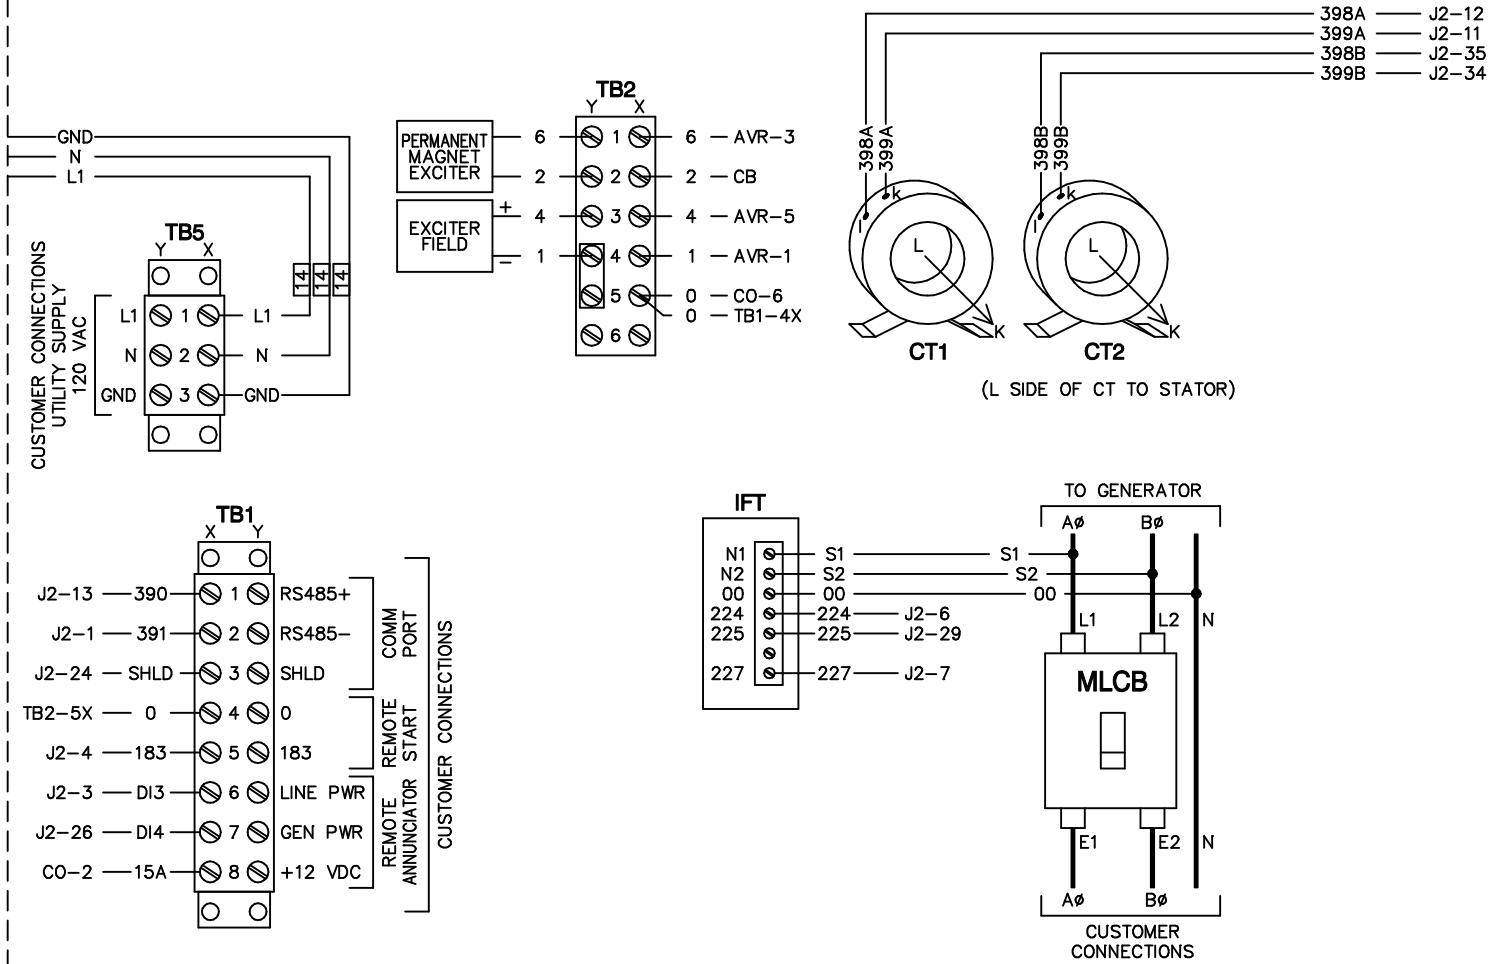 398A J2-12
399A J2-11
398B J2-35
399B J2-34
398A
399A
398B
399B
k
l
L
K
CT1
k
l
L
K
CT2
(L SIDE OF CT TO STATOR)
TB2
Y X
PERMANENT
MAGNET
EXCITER
EXCITER
FIELD
6 1 6 AVR-3
2 2 2 CB
+ 4 3 4 AVR-5
- 1 4 1 AVR-1
5 0 CO-6
0 TB1-4X
6
GND
N
L1
TB5
Y X
14 14 14
CUSTOMER CONNECTIONS
UTILITY SUPPLY
120 VAC
L1 1 L1
N 2 N
GND 3 GND
TB1
X Y
J2-13 390 1 RS485+
J2-1 391 2 RS485-
J2-24 SHLD 3 SHLD
TB2-5X 0 4 0
J2-4 183 5 183
J2-3 DI3 6 LINE PWR
J2-26 DI4 7 GEN PWR
CO-2 15A 8 +12 VDC
COMM
PORT
REMOTE
START
REMOTE
ANNUNCIATOR
CUSTOMER CONNECTIONS
IFT
N1 S1 S1
N2 S2 S2
00 00 00
224 224 J2-6
225 225 J2-29
227 227 J2-7
TO GENERATOR
AØ BØ
L1 L2 N
MLCB
E1 E2 N
AØ BØ
CUSTOMER
CONNECTIONS